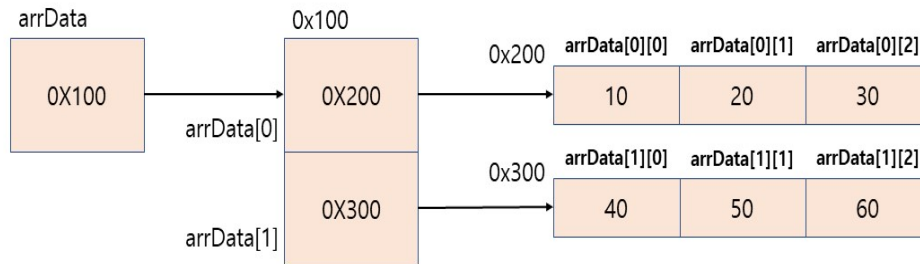 arrData
0x100
0X100
0X200
arrData[0]
0X300
arrData[1]
0x200
arrData[0][0]
arrData[0][1]
arrData[0][2]
10
20
30
0x300
arrData[1][0]
arrData[1][1]
arrData[1][2]
40
50
60